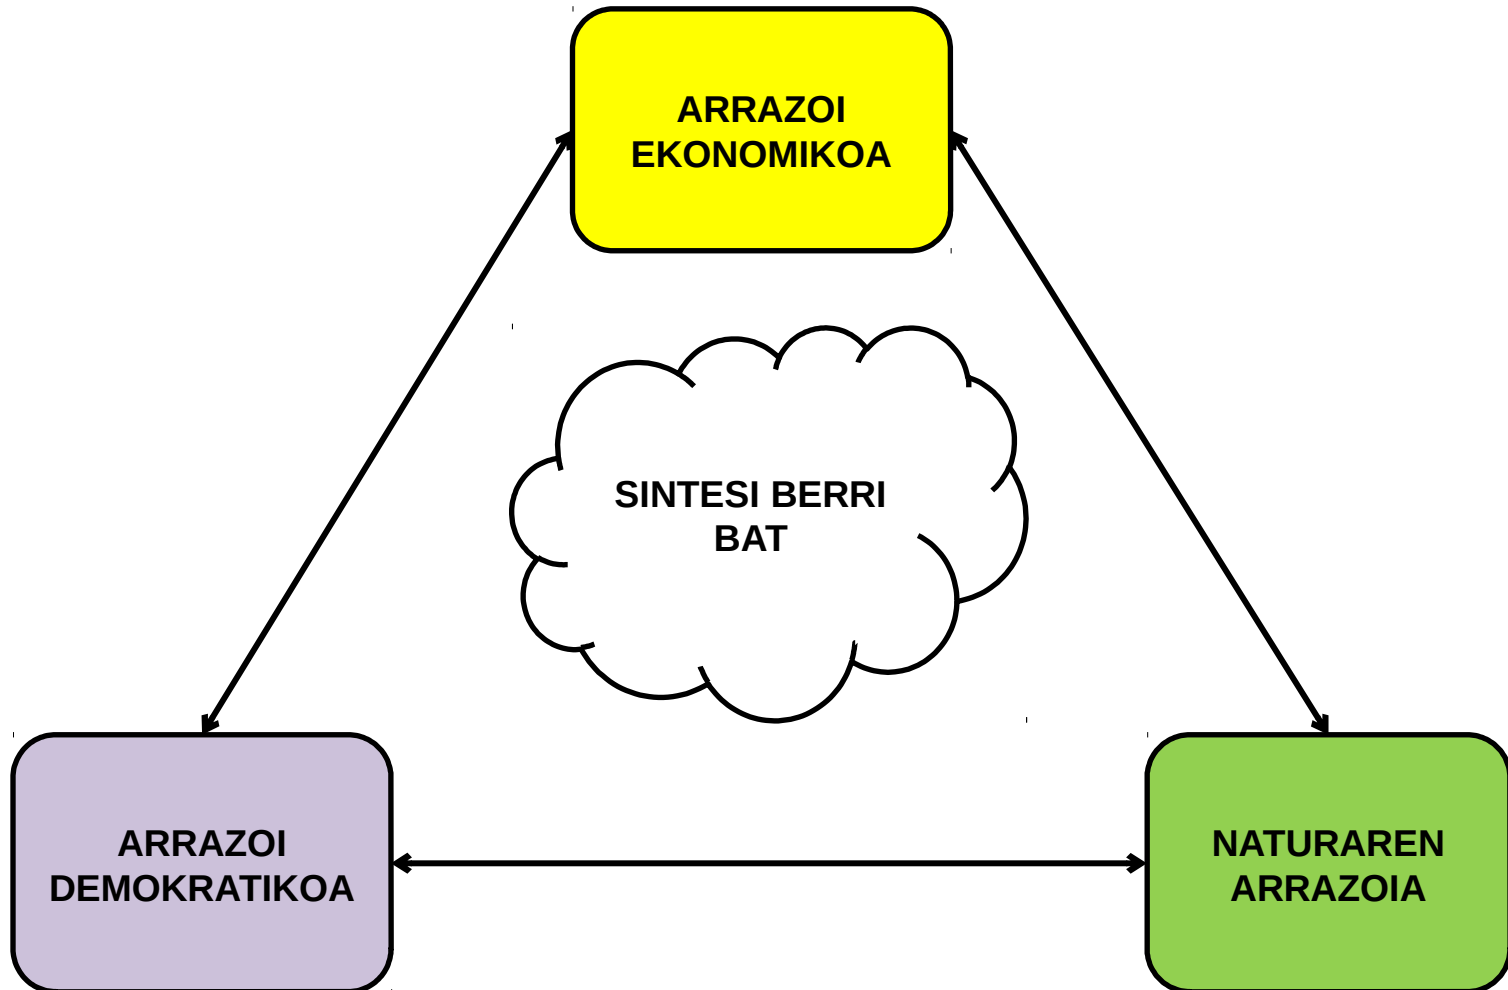 ARRAZOI
EKONOMIKOA
SINTESI BERRI
BAT
ARRAZOI
DEMOKRATIKOA
NATURAREN
ARRAZOIA